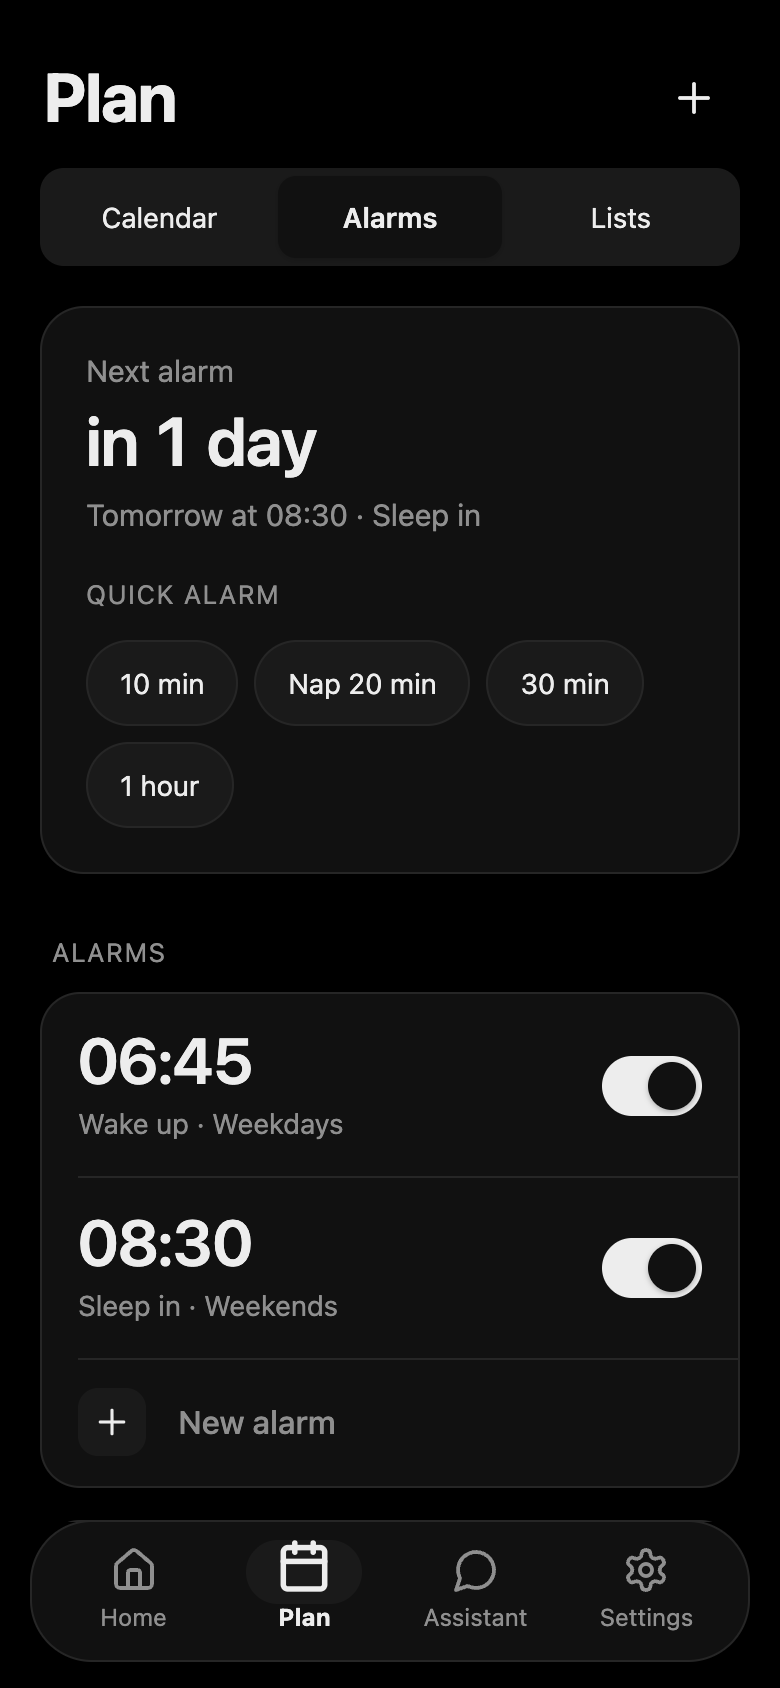 Plan
Calendar
Alarms
Lists
Next alarm
in 1 day
Tomorrow at 08:30 · Sleep in
QUICK ALARM
10 min
Nap 20 min
30 min
1 hour
ALARMS
06:45
Wake up · Weekdays
08:30
Sleep in · Weekends
New alarm
Home
Plan
Assistant
Settings